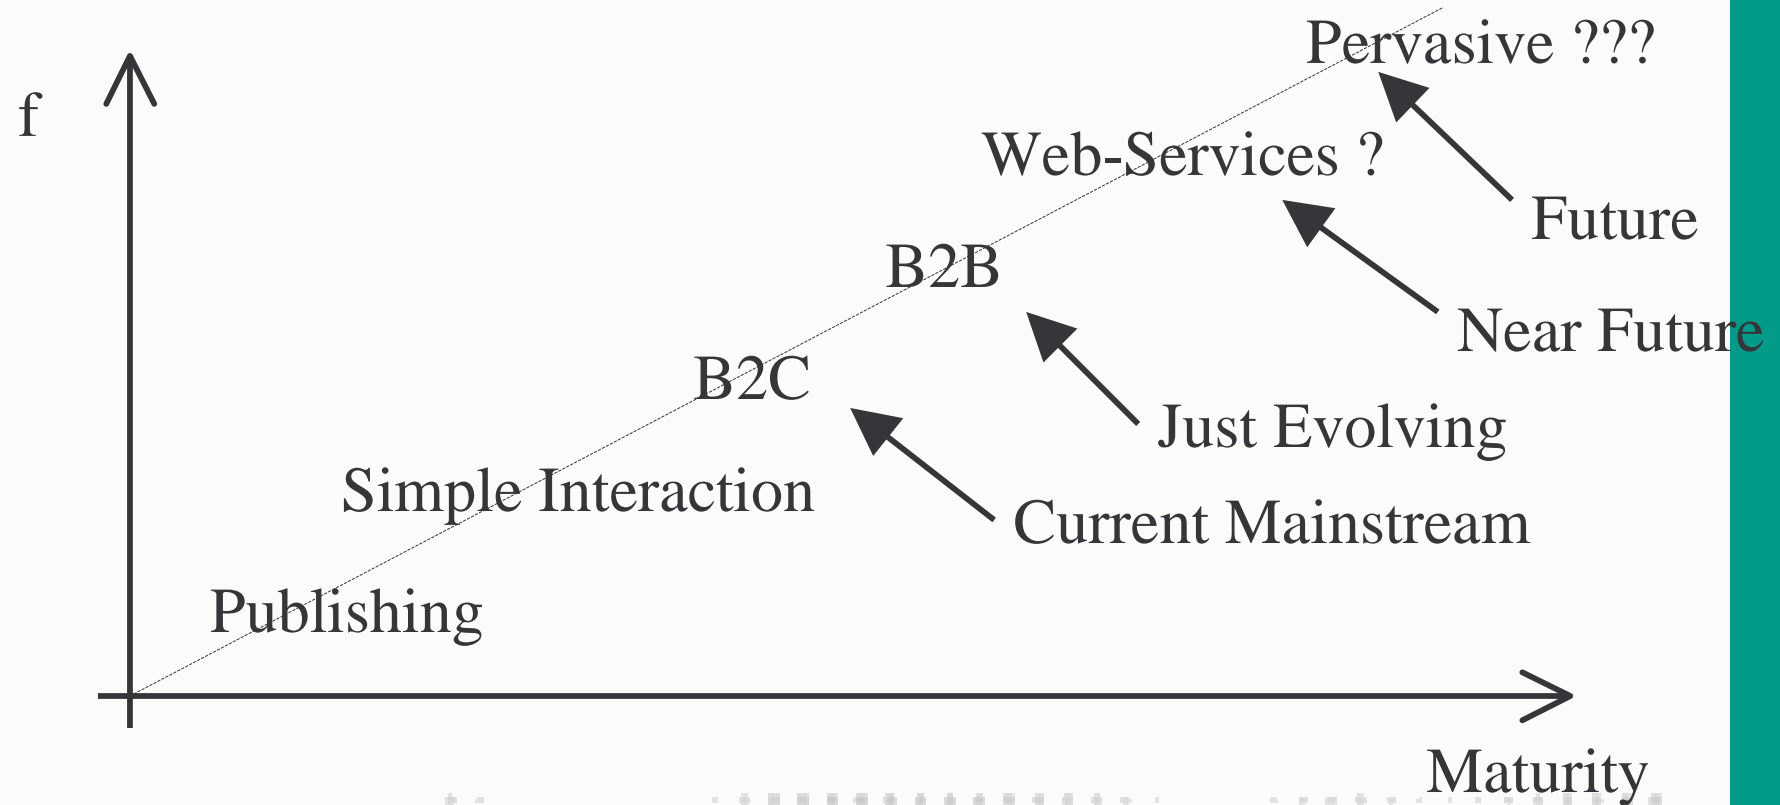 Pervasive ???
f
Web-Services ?
Future
B2B
Near Future
B2C
Just Evolving
Simple Interaction
Current Mainstream
Publishing
Maturity